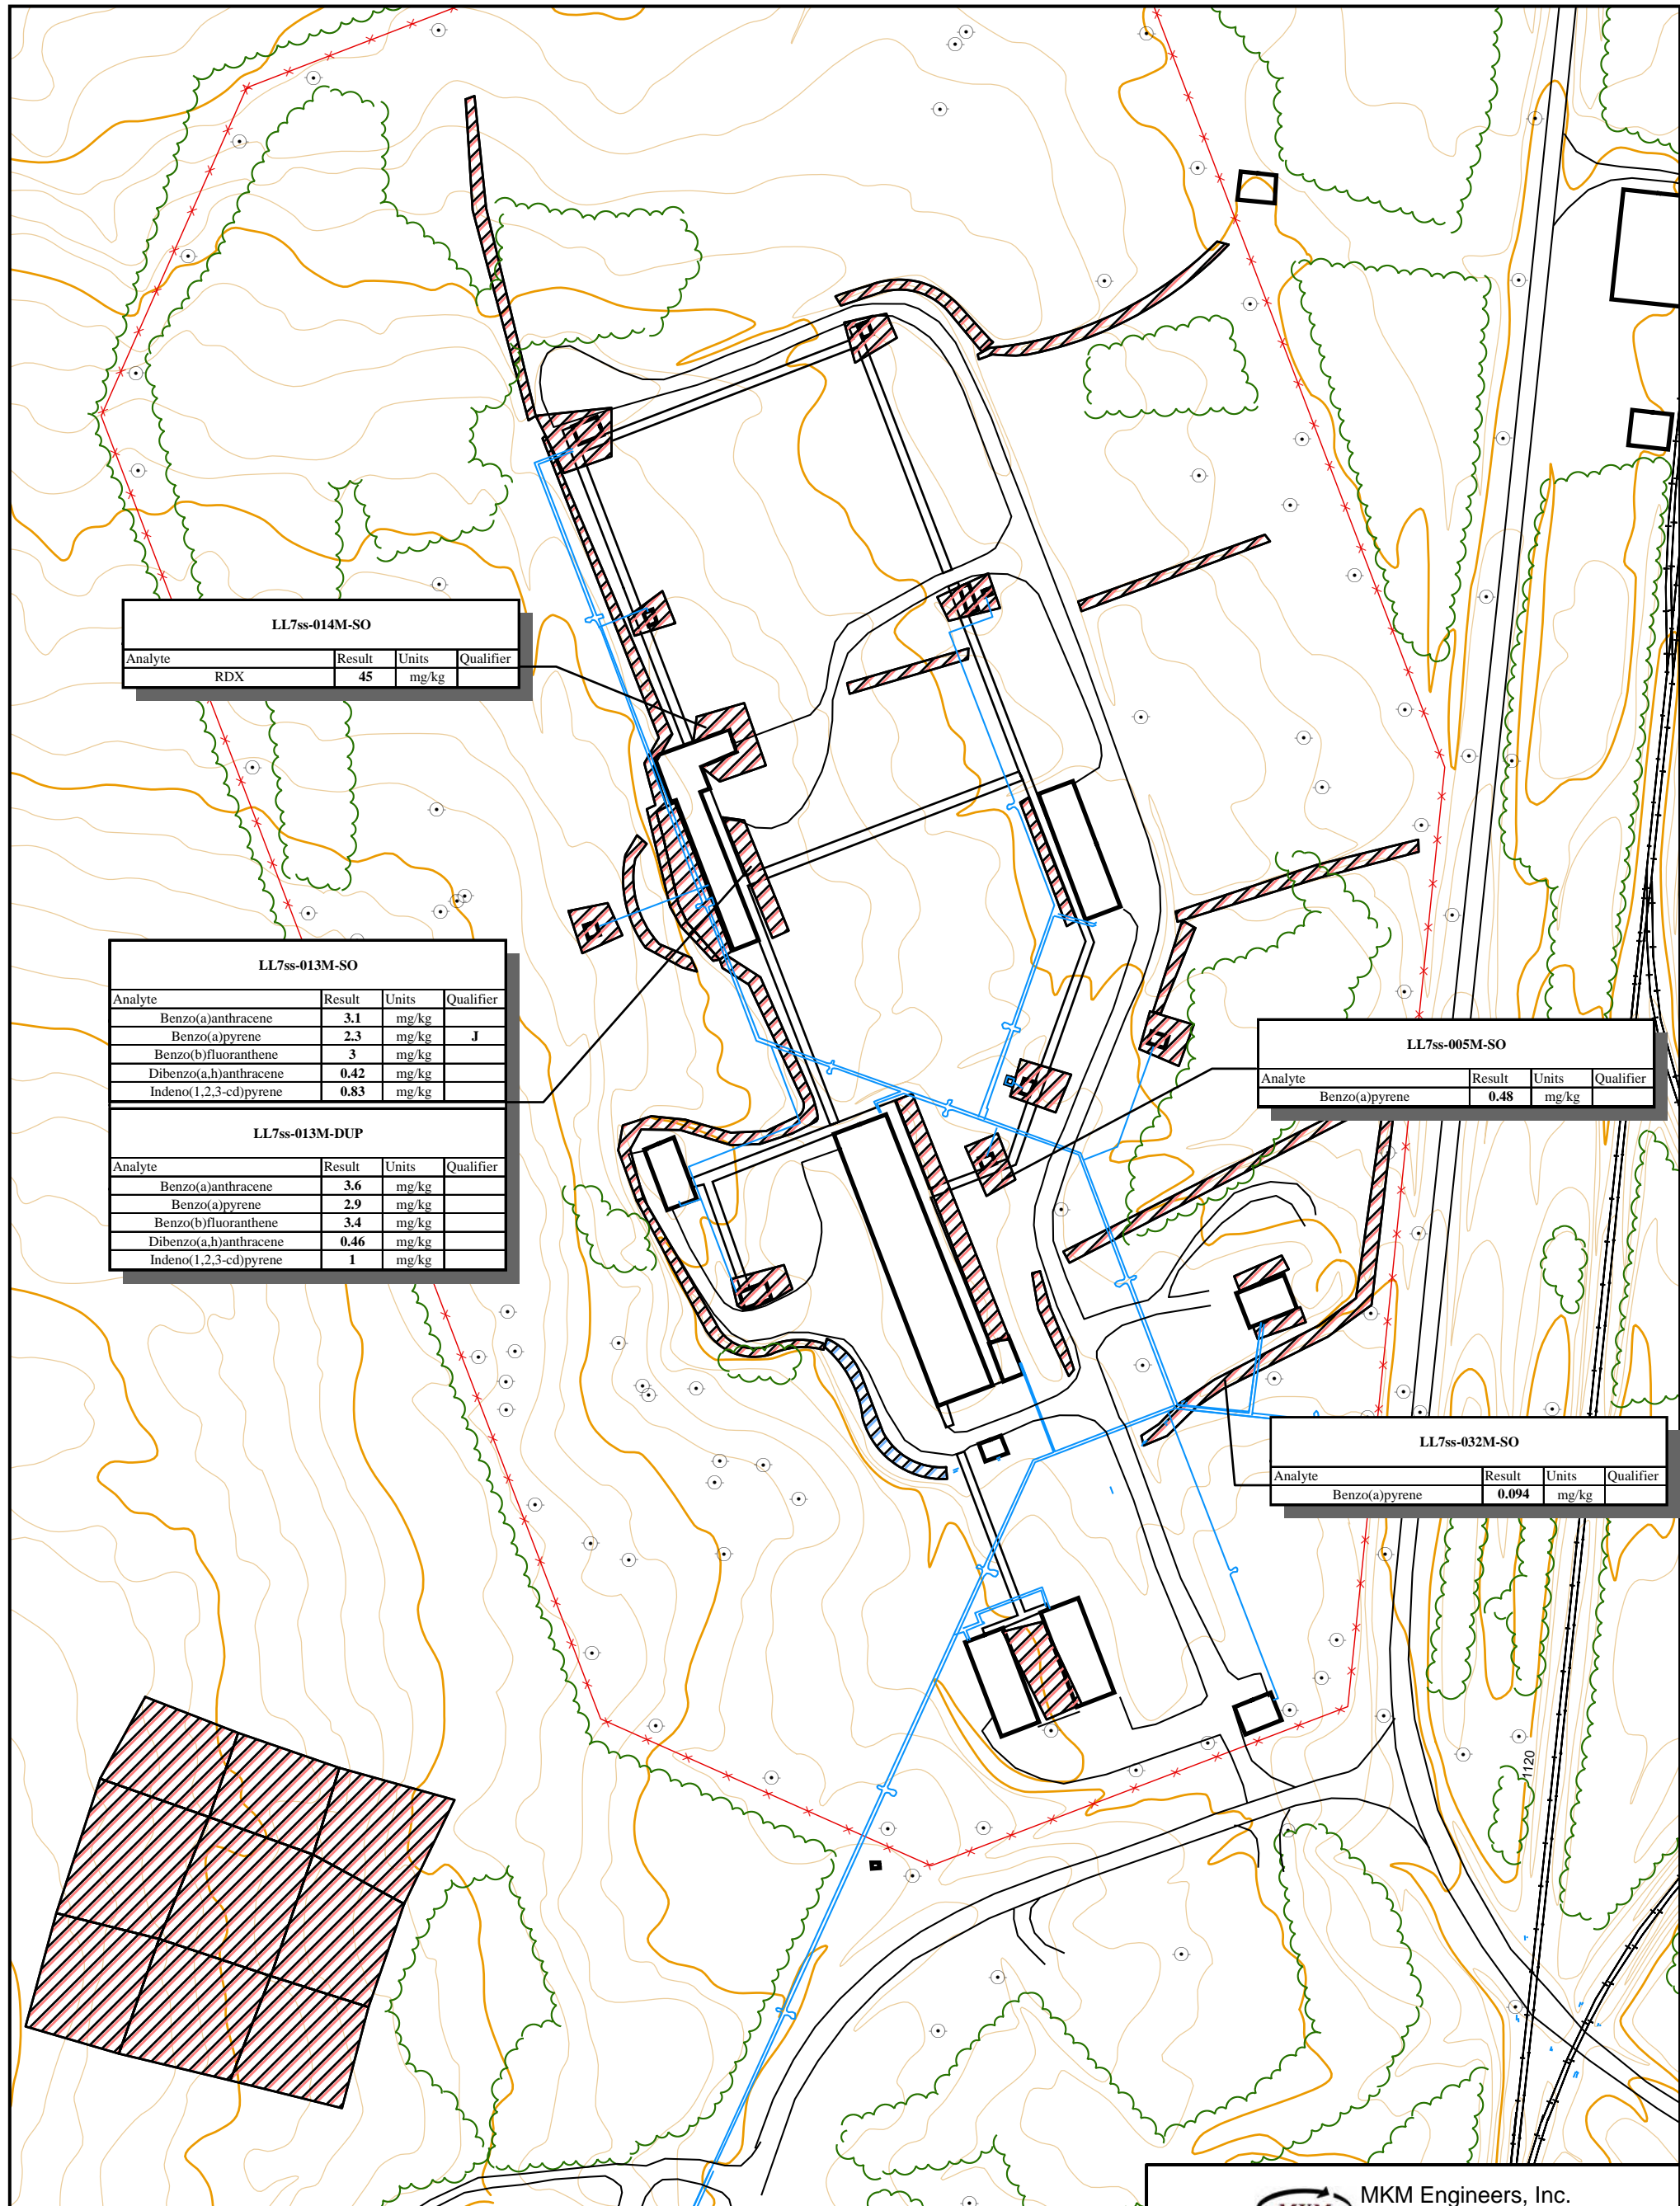 LL7ss-014M-SO
Analyte Result Units Qualifier
RDX 45 mg/kg
LL7ss-013M-SO
Analyte Result Units Qualifier
Benzo(a)anthracene 3.1 mg/kg
Benzo(a)pyrene 2.3 mg/kg J
Benzo(b)fluoranthene 3 mg/kg
Dibenzo(a,h)anthracene 0.42 mg/kg
Indeno(1,2,3-cd)pyrene 0.83 mg/kg
LL7ss-013M-DUP
Analyte Result Units Qualifier
Benzo(a)anthracene 3.6 mg/kg
Benzo(a)pyrene 2.9 mg/kg
Benzo(b)fluoranthene 3.4 mg/kg
Dibenzo(a,h)anthracene 0.46 mg/kg
Indeno(1,2,3-cd)pyrene 1 mg/kg
LL7ss-005M-SO
Analyte Result Units Qualifier
Benzo(a)pyrene 0.48 mg/kg
LL7ss-032M-SO
Analyte Result Units Qualifier
Benzo(a)pyrene 0.094 mg/kg
1120
MKM Engineers, Inc.